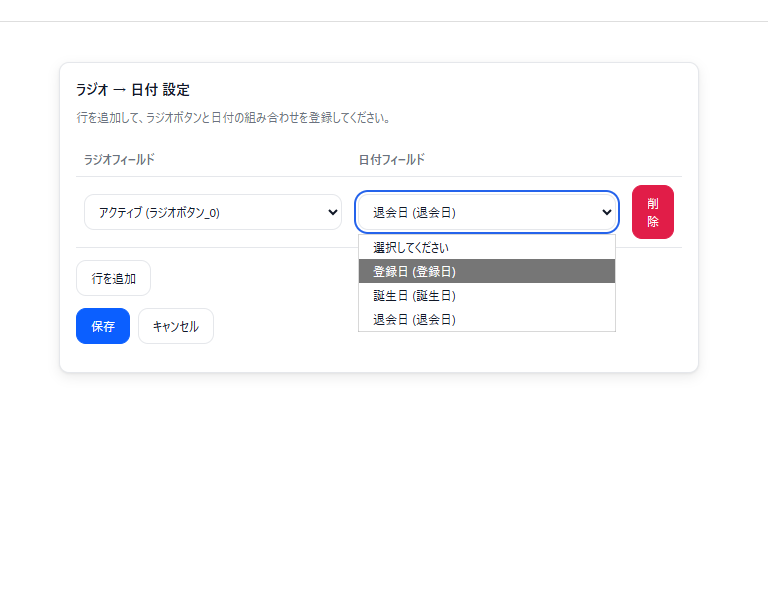 ラジオ → 日付 設定
行を追加して、ラジオボタンと日付の組み合わせを登録してください。
ラジオフィールド 日付フィールド
アクティブ (ラジオボタン_0) 退会日 (退会日) 削除
選択してください
登録日 (登録日)
誕生日 (誕生日)
退会日 (退会日)
行を追加
保存 キャンセル